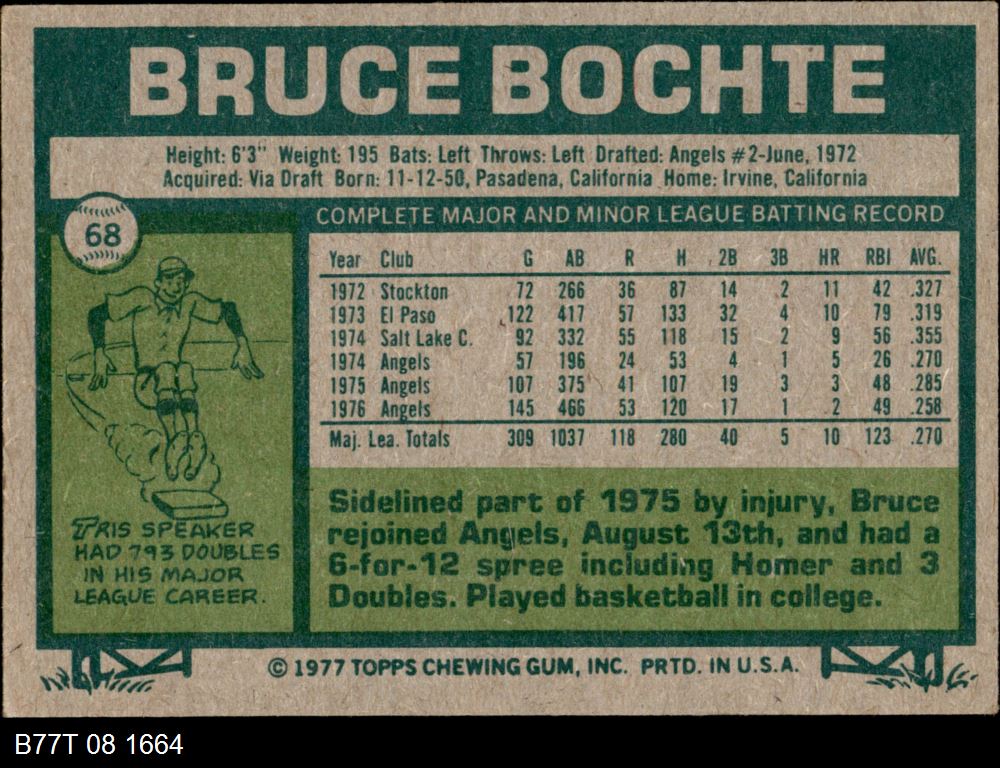 BRUCE BOCHTE
Height: 6'3" Weight: 195 Bats: Left Throws: Left Drafted: Angels #2-June, 1972
Acquired: Via Draft Born: 11-12-50, Pasadena, California Home: Irvine, California
68
COMPLETE MAJOR AND MINOR LEAGUE BATTING RECORD
Year Club G AB R H 2B 3B HR RBI AVG.
1972 Stockton 72 266 36 87 14 2 11 42 .327
1973 El Paso 122 417 57 133 32 4 10 79 .319
1974 Salt Lake C. 92 332 55 118 15 2 9 56 .355
1974 Angels 57 196 24 53 4 1 5 26 .270
1975 Angels 107 375 41 107 19 3 3 48 .285
1976 Angels 145 466 53 120 17 1 2 49 .258
Maj. Lea. Totals 309 1037 118 280 40 5 10 123 .270
TRIS SPEAKER
HAD 793 DOUBLES
IN HIS MAJOR
LEAGUE CAREER.
Sidelined part of 1975 by injury, Bruce
rejoined Angels, August 13th, and had a
6-for-12 spree including Homer and 3
Doubles. Played basketball in college.
© 1977 TOPPS CHEWING GUM, INC. PRTD. IN U.S.A.
B77T 08 1664